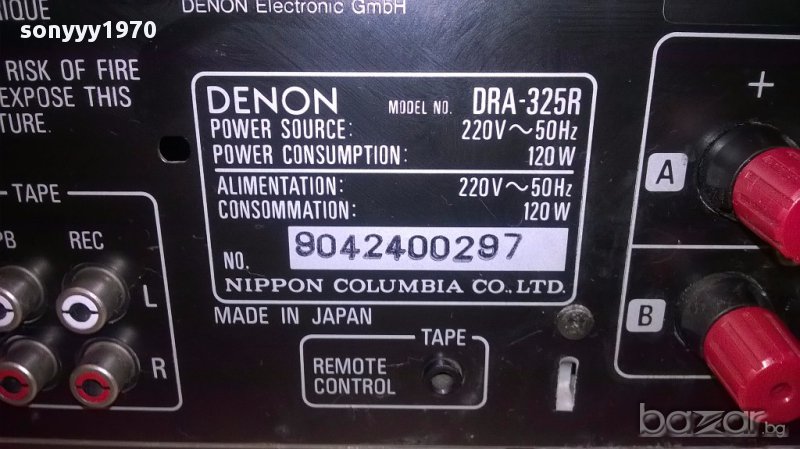 sonyyy1970
RIQUE
DENON Electronic GmbH
RISK OF FIRE
EXPOSE THIS
TURE.
DENON MODEL NO. DRA-325R
POWER SOURCE: 220V~50Hz
POWER CONSUMPTION: 120W
ALIMENTATION: 220V~50Hz
CONSOMMATION: 120W
NO. 9042400297
NIPPON COLUMBIA CO., LTD.
MADE IN JAPAN
TAPE
PB REC
L
R
REMOTE CONTROL
TAPE
+
A
B
bazar.bg